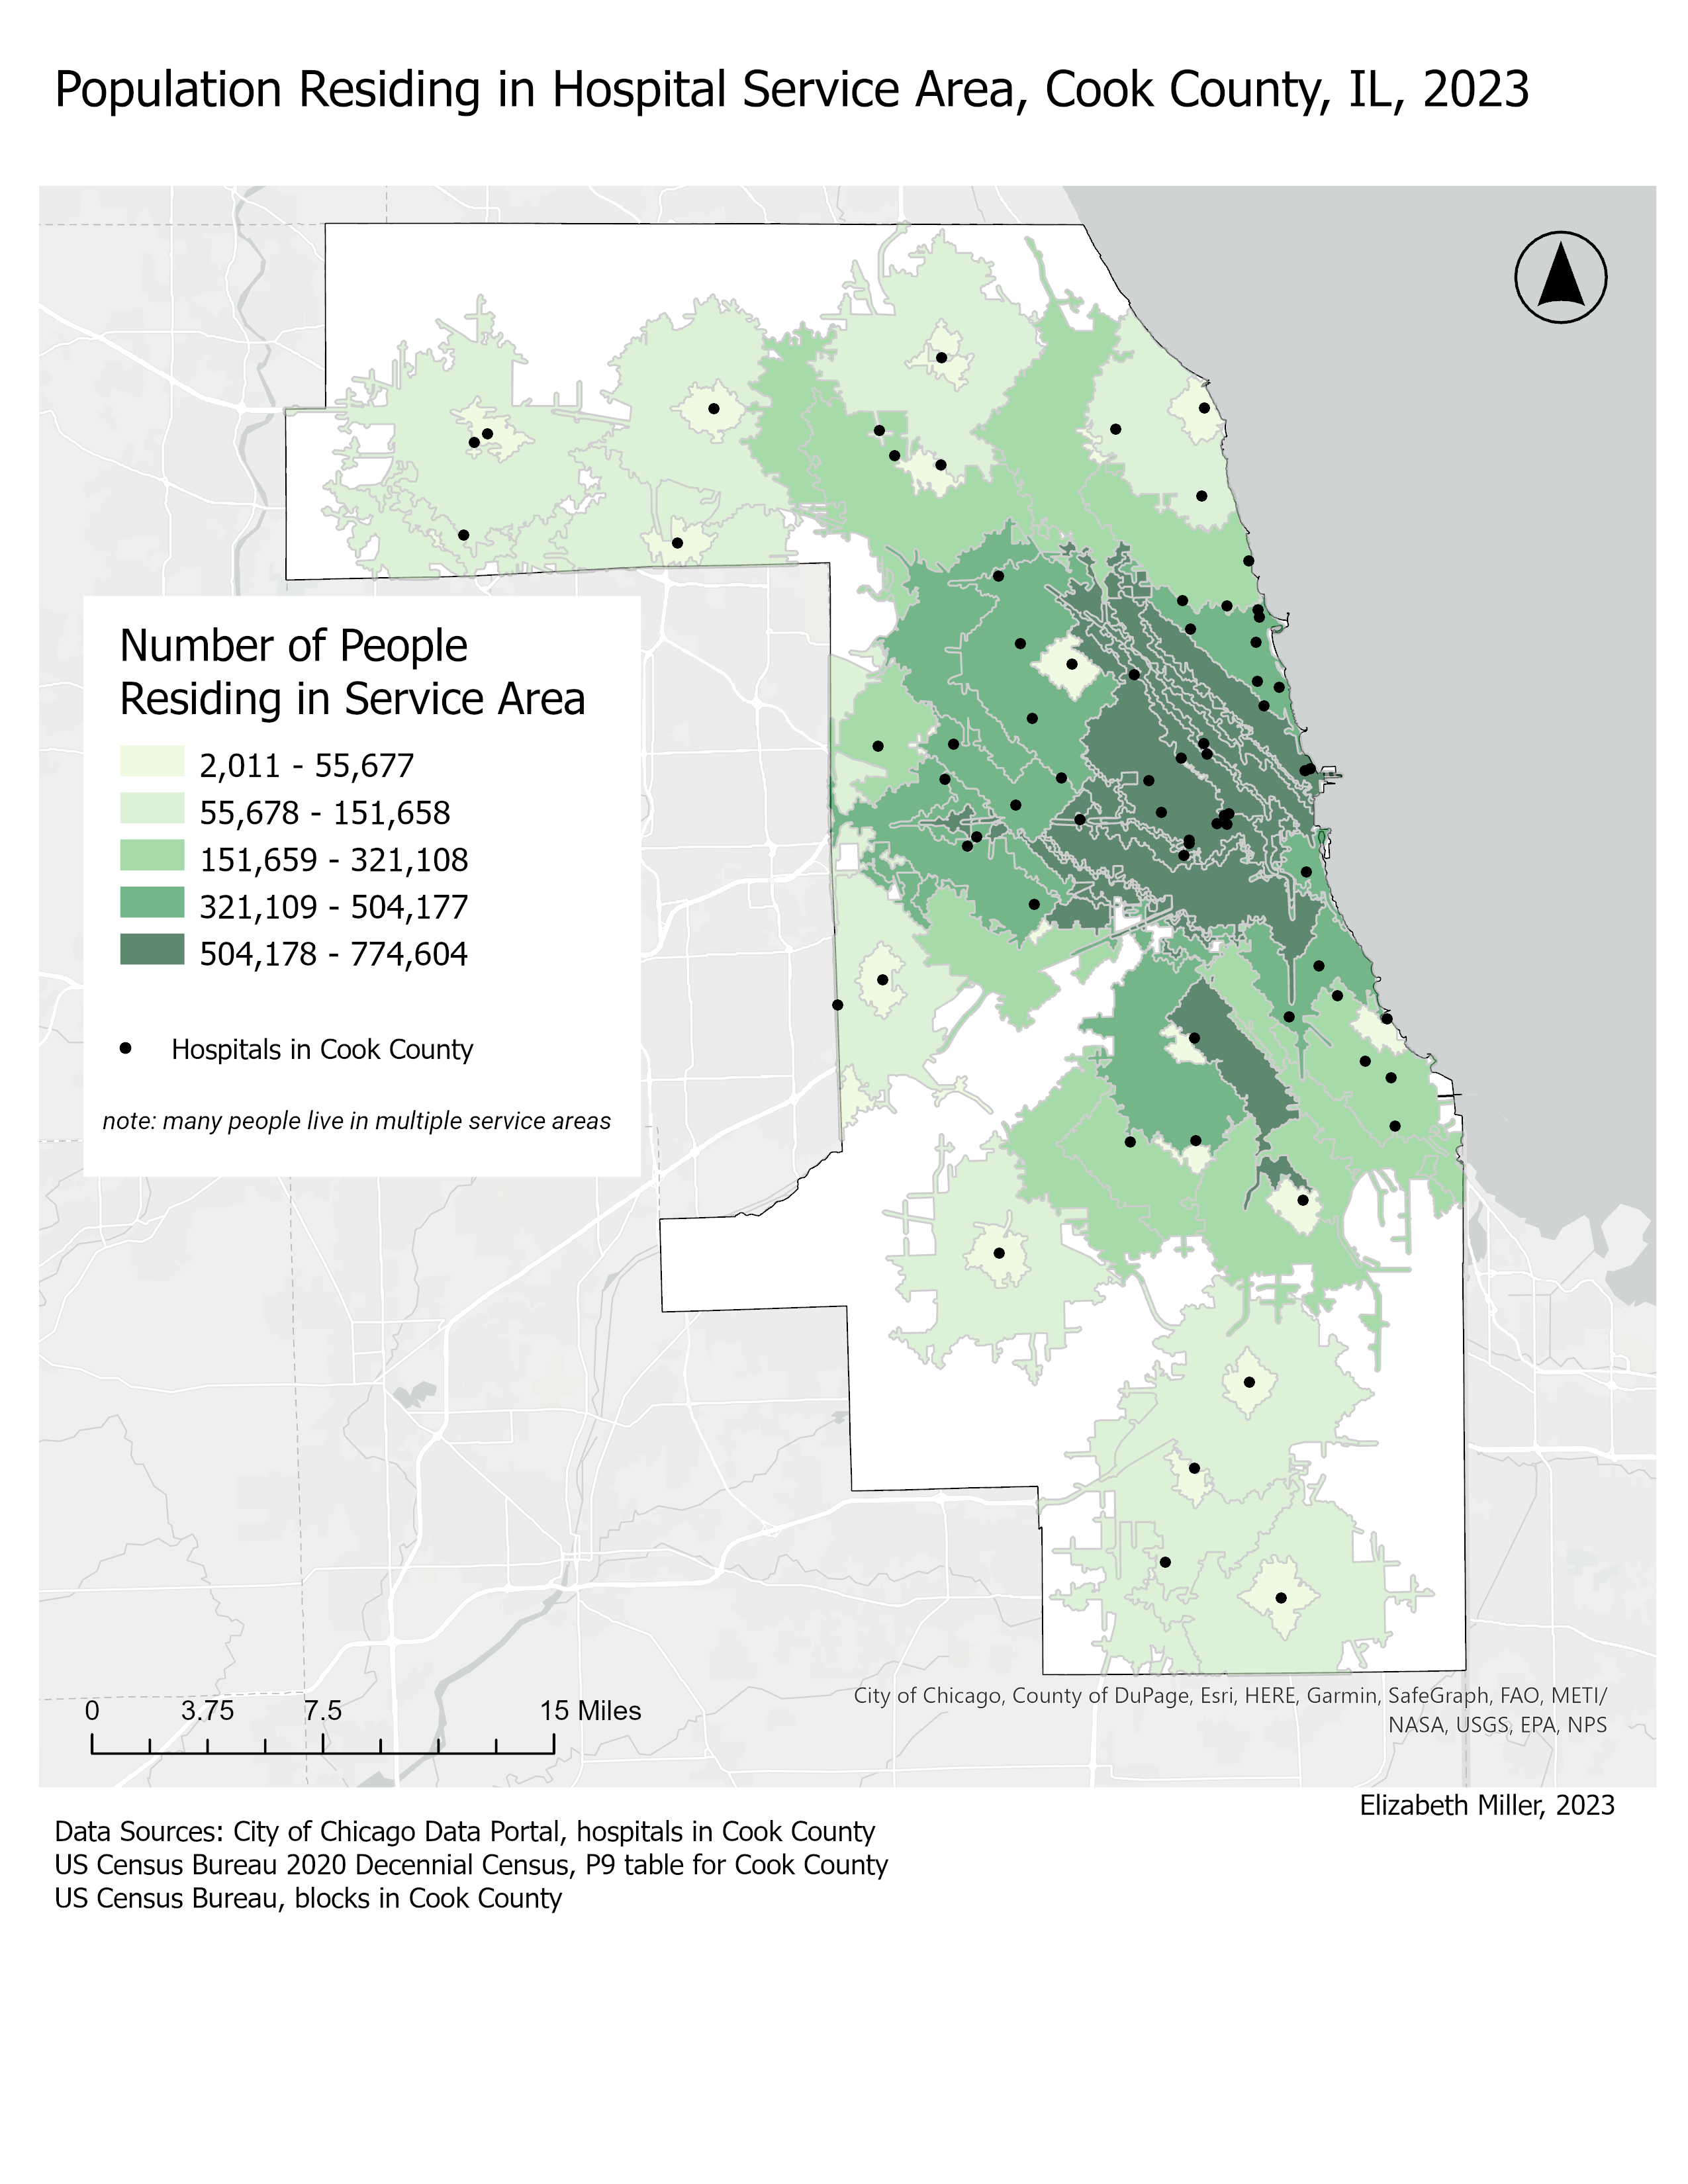 Population Residing in Hospital Service Area, Cook County, IL, 2023
Number of People
Residing in Service Area
2,011 - 55,677
55,678 - 151,658
151,659 - 321,108
321,109 - 504,177
504,178 - 774,604
Hospitals in Cook County
note: many people live in multiple service areas
0 3.75 7.5 15 Miles
City of Chicago, County of DuPage, Esri, HERE, Garmin, SafeGraph, FAO, METI/
NASA, USGS, EPA, NPS
Elizabeth Miller, 2023
Data Sources: City of Chicago Data Portal, hospitals in Cook County
US Census Bureau 2020 Decennial Census, P9 table for Cook County
US Census Bureau, blocks in Cook County